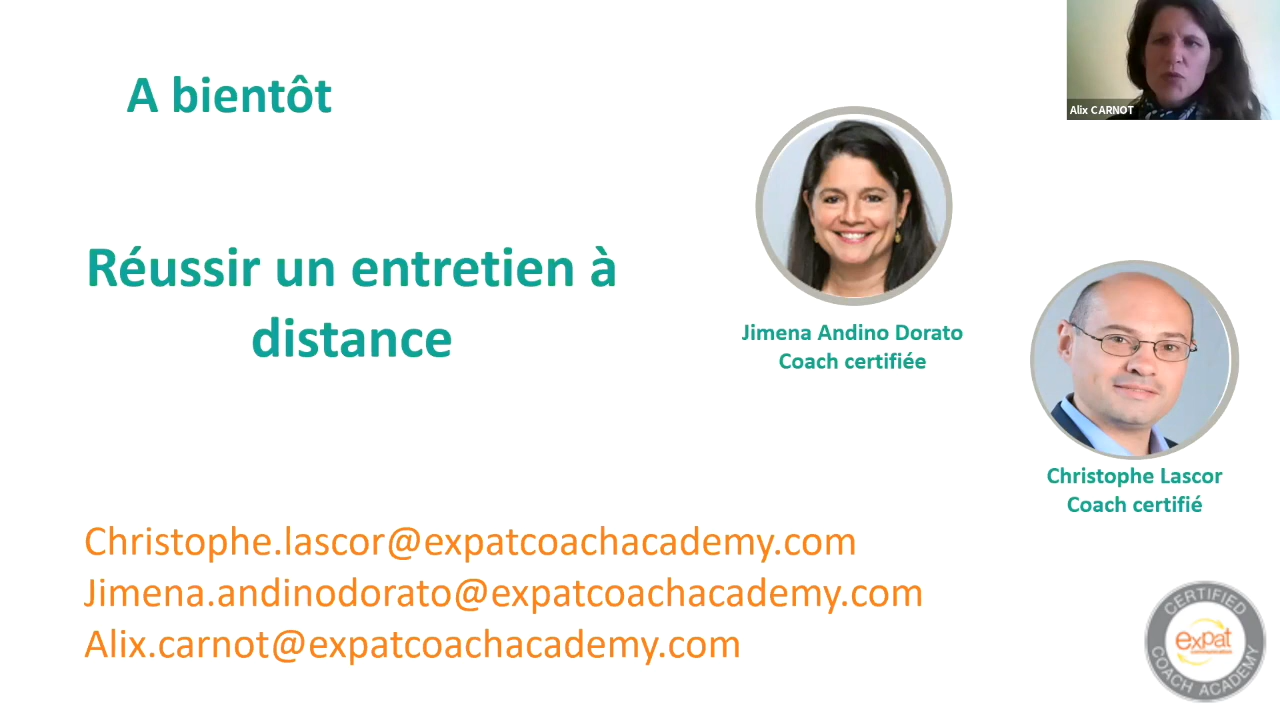 A bientôt
Alix CARNOT
Réussir un entretien à
distance
Jimena Andino Dorato
Coach certifiée
Christophe Lascor
Coach certifié
Christophe.lascor@expatcoachacademy.com
Jimena.andinodorato@expatcoachacademy.com
Alix.carnot@expatcoachacademy.com
CERTIFIED
expat
communication
COACH ACADEMY